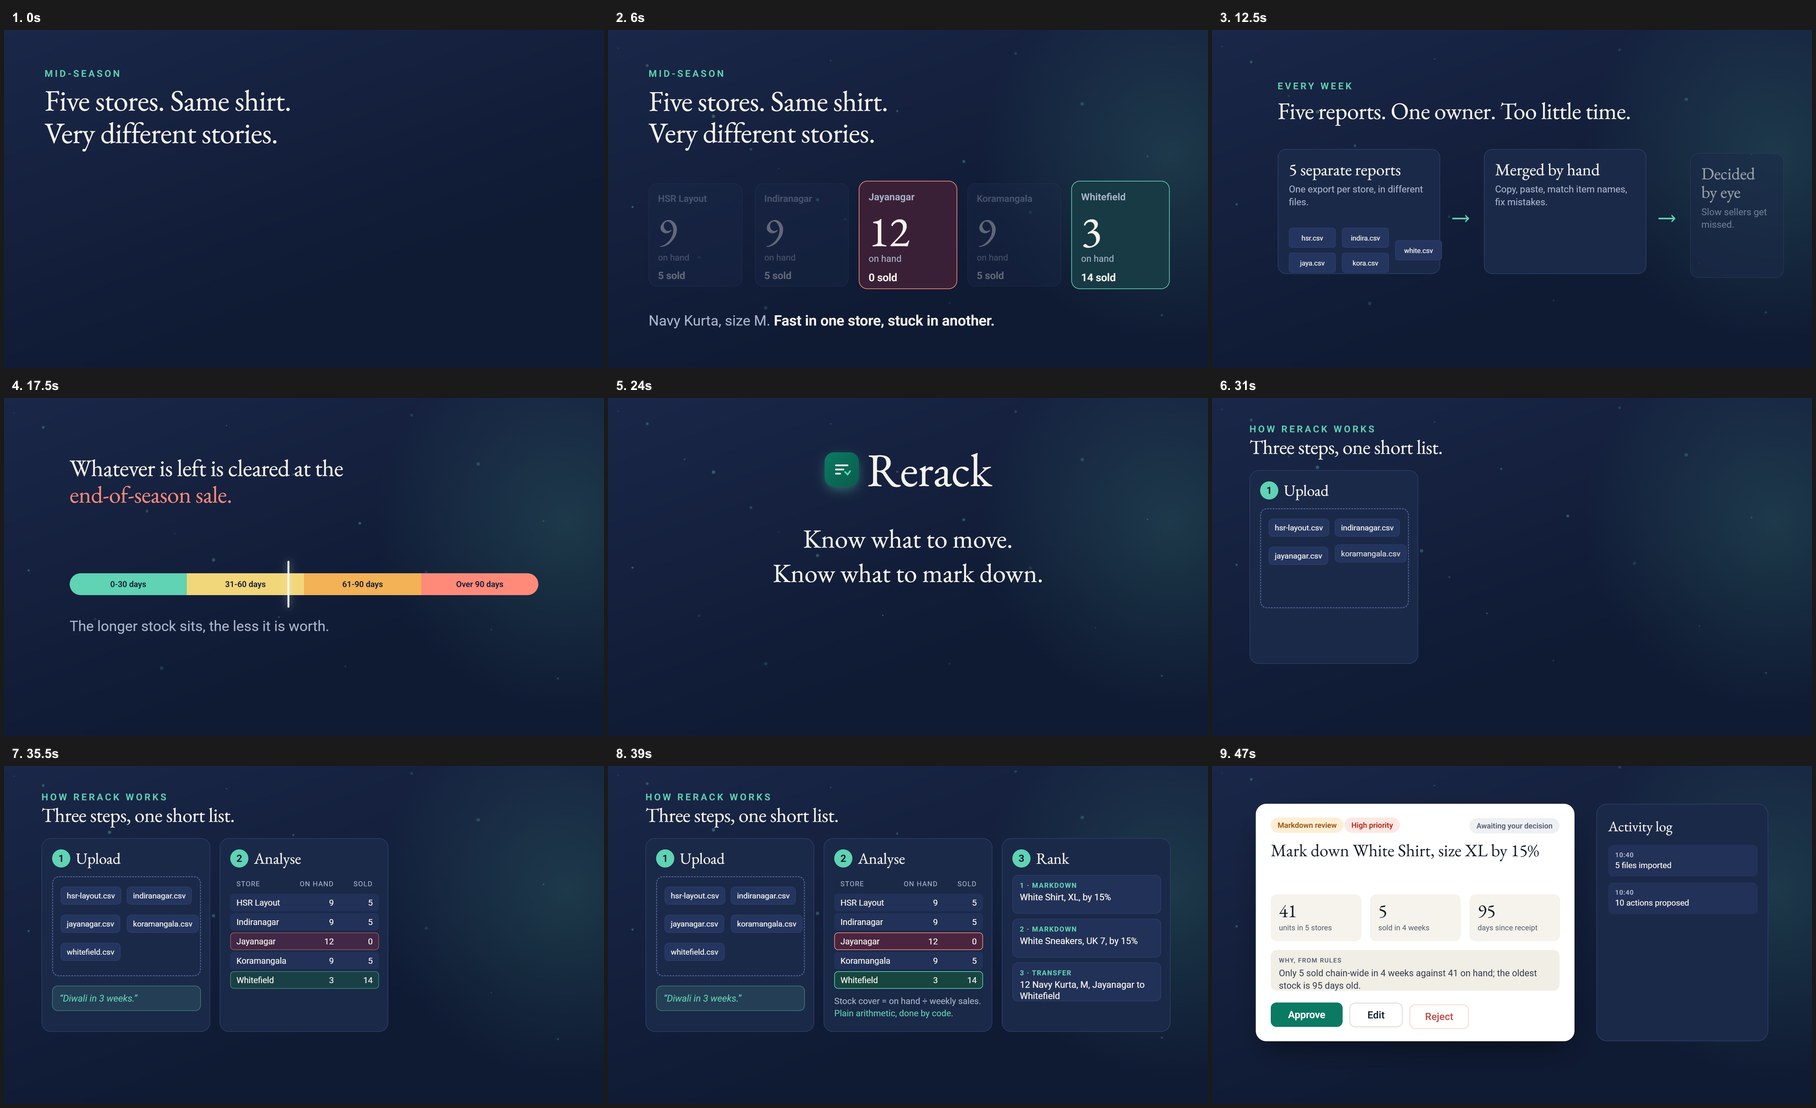 1. 0s
MID-SEASON
Five stores. Same shirt.
Very different stories.
2. 6s
MID-SEASON
Five stores. Same shirt.
Very different stories.
HSR Layout
9
on hand
5 sold
Indiranagar
9
on hand
5 sold
Jayanagar
12
on hand
0 sold
Koramangala
9
on hand
5 sold
Whitefield
3
on hand
14 sold
Navy Kurta, size M. Fast in one store, stuck in another.
3. 12.5s
EVERY WEEK
Five reports. One owner. Too little time.
5 separate reports
One export per store, in different
files.
hsr.csv
indira.csv
white.csv
jaya.csv
kora.csv
→
Merged by hand
Copy, paste, match item names,
fix mistakes.
→
Decided
by eye
Slow sellers get
missed.
4. 17.5s
Whatever is left is cleared at the
end-of-season sale.
0-30 days
31-60 days
61-90 days
Over 90 days
The longer stock sits, the less it is worth.
5. 24s
Rerack
Know what to move.
Know what to mark down.
6. 31s
HOW RERACK WORKS
Three steps, one short list.
1 Upload
hsr-layout.csv
indiranagar.csv
jayanagar.csv
koramangala.csv
7. 35.5s
HOW RERACK WORKS
Three steps, one short list.
1 Upload
hsr-layout.csv
indiranagar.csv
jayanagar.csv
koramangala.csv
whitefield.csv
"Diwali in 3 weeks."
2 Analyse
STORE ON HAND SOLD
HSR Layout 9 5
Indiranagar 9 5
Jayanagar 12 0
Koramangala 9 5
Whitefield 3 14
8. 39s
HOW RERACK WORKS
Three steps, one short list.
1 Upload
hsr-layout.csv
indiranagar.csv
jayanagar.csv
koramangala.csv
whitefield.csv
"Diwali in 3 weeks."
2 Analyse
STORE ON HAND SOLD
HSR Layout 9 5
Indiranagar 9 5
Jayanagar 12 0
Koramangala 9 5
Whitefield 3 14
Stock cover = on hand ÷ weekly sales.
Plain arithmetic, done by code.
3 Rank
1 · MARKDOWN
White Shirt, XL, by 15%
2 · MARKDOWN
White Sneakers, UK 7, by 15%
3 · TRANSFER
12 Navy Kurta, M, Jayanagar to
Whitefield
9. 47s
Markdown review
High priority
Awaiting your decision
Mark down White Shirt, size XL by 15%
41
units in 5 stores
5
sold in 4 weeks
95
days since receipt
WHY, FROM RULES
Only 5 sold chain-wide in 4 weeks against 41 on hand; the oldest
stock is 95 days old.
Approve
Edit
Reject
Activity log
10:40
5 files imported
10:40
10 actions proposed